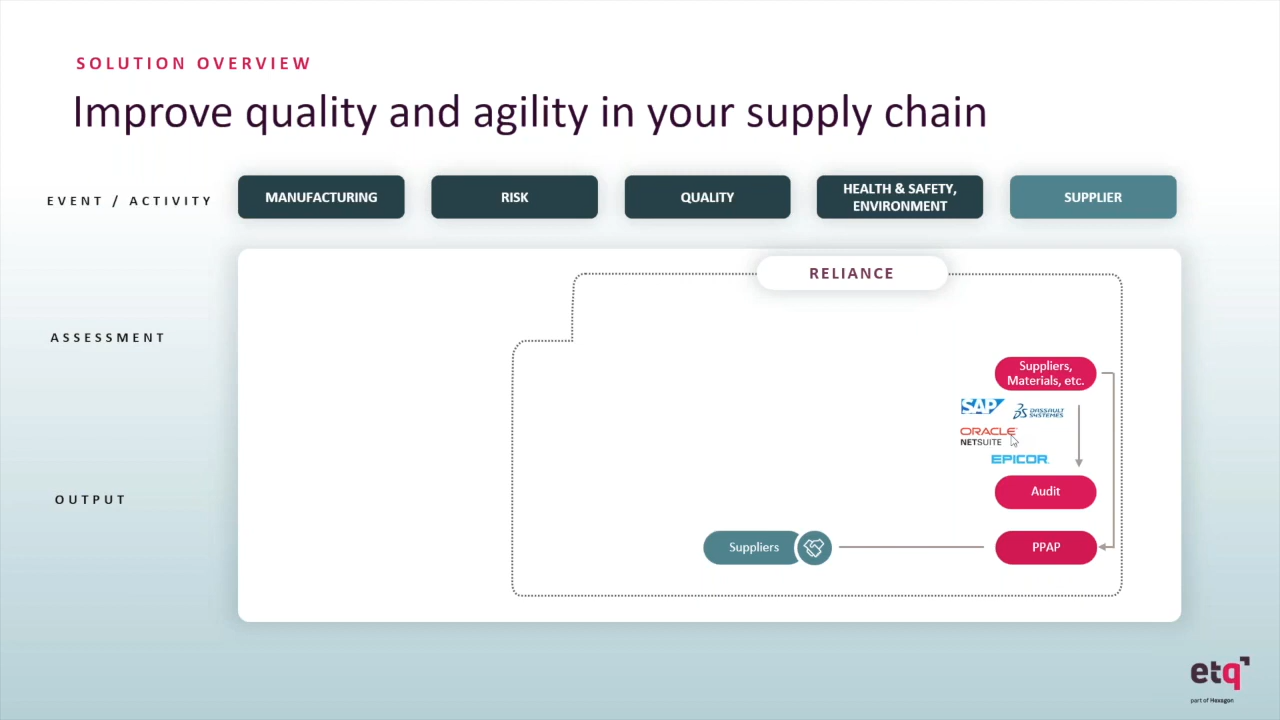 SOLUTION OVERVIEW
Improve quality and agility in your supply chain
EVENT / ACTIVITY
MANUFACTURING
RISK
QUALITY
HEALTH & SAFETY,
ENVIRONMENT
SUPPLIER
RELIANCE
ASSESSMENT
Suppliers,
Materials, etc.
SAP
DASSAULT
SYSTEMES
ORACLE
NETSUITE
EPICOR
Audit
OUTPUT
Suppliers
PPAP
etq
part of Hexagon